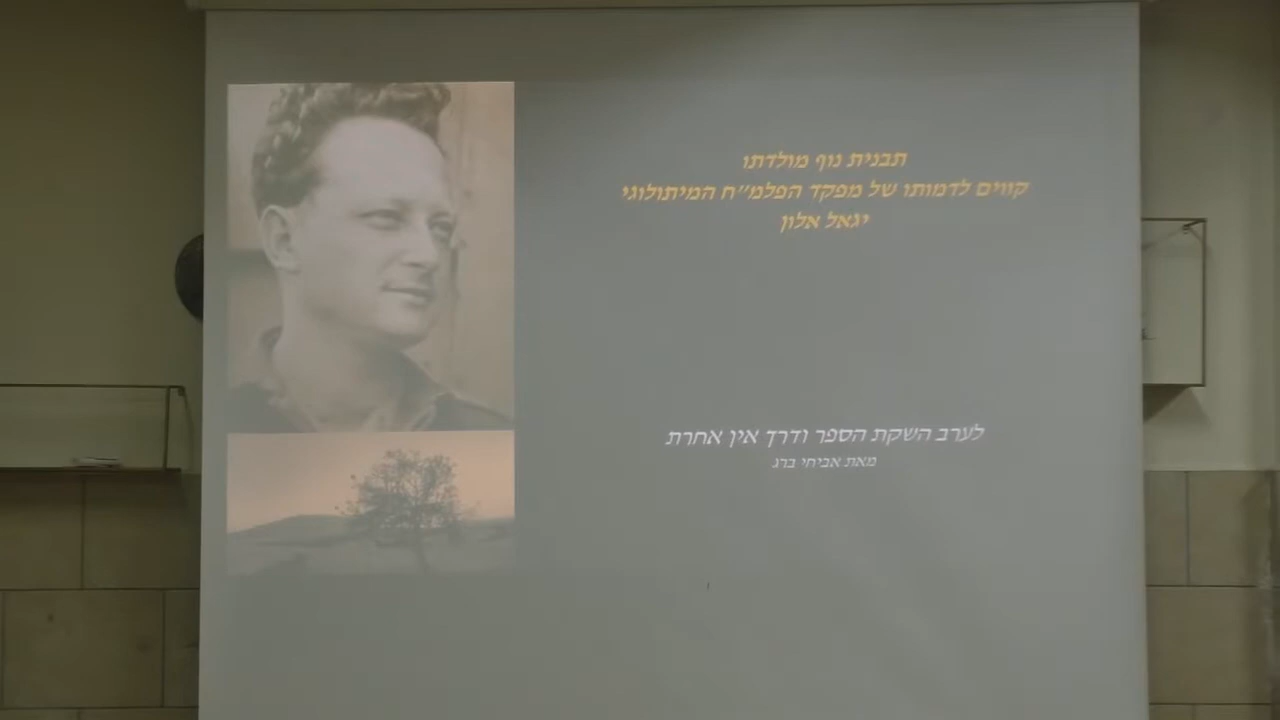 תבנית נוף מולדתו
קווים לדמותו של מפקד הפלמ״ח המיתולוגי
יגאל אלון
לערב השקת הספר ודרך אין אחרת
מאת אביחי ברג